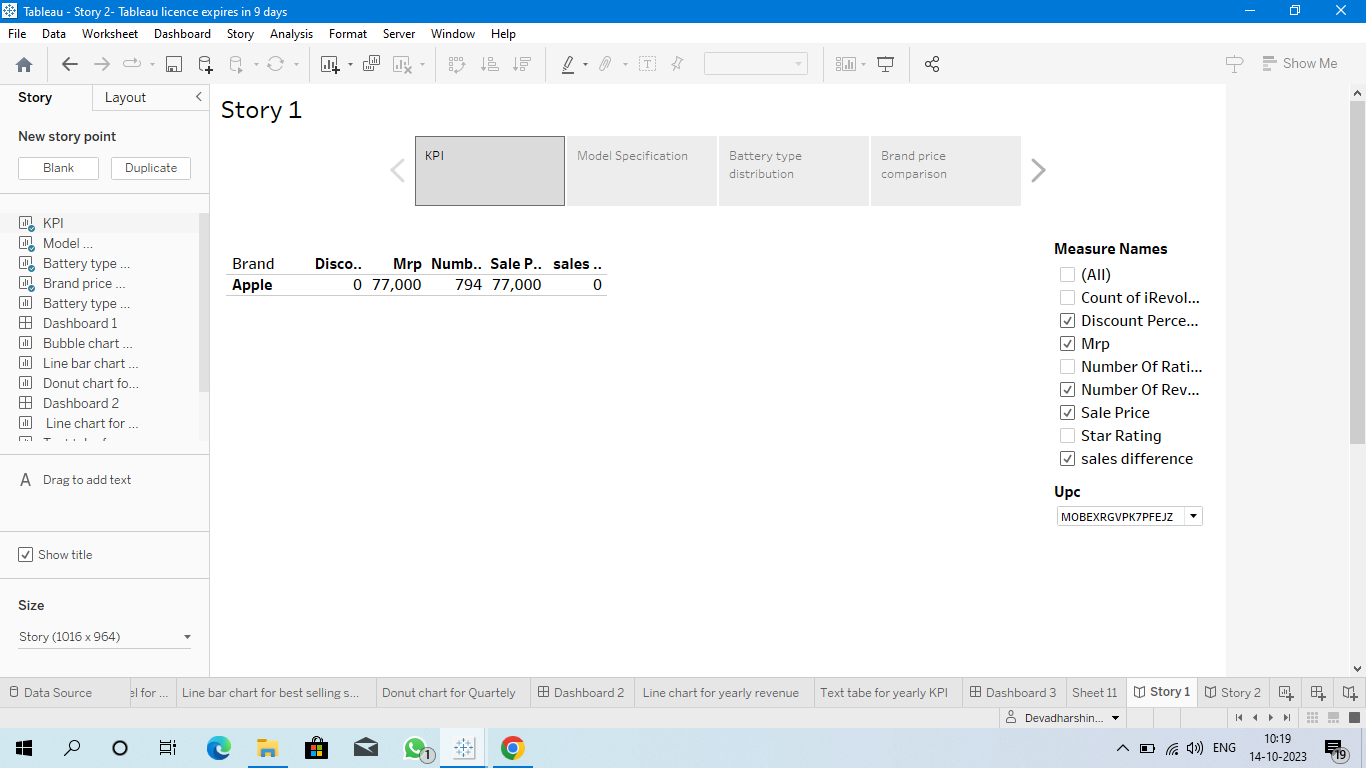 Tableau - Story 2- Tableau licence expires in 9 days
File Data Worksheet Dashboard Story Analysis Format Server Window Help
Show Me
Story Layout
New story point
Blank Duplicate
KPI
Model ...
Battery type ...
Brand price ...
Battery type ...
Dashboard 1
Bubble chart ...
Line bar chart ...
Donut chart fo...
Dashboard 2
Line chart for ...
A Drag to add text
Show title
Size
Story (1016 x 964)
Story 1
KPI
Model Specification
Battery type
distribution
Brand price
comparison
Brand Disco.. Mrp Numb.. Sale P.. sales ..
Apple 0 77,000 794 77,000 0
Measure Names
(All)
Count of iRevol...
Discount Perce...
Mrp
Number Of Rati...
Number Of Rev...
Sale Price
Star Rating
sales difference
Upc
MOBEXRGVPK7PFEJZ
Data Source el for ... Line bar chart for best selling s... Donut chart for Quartely Dashboard 2 Line chart for yearly revenue Text tabe for yearly KPI Dashboard 3 Sheet 11 Story 1 Story 2
Devadharshin...
1
ENG
10:19
14-10-2023
19